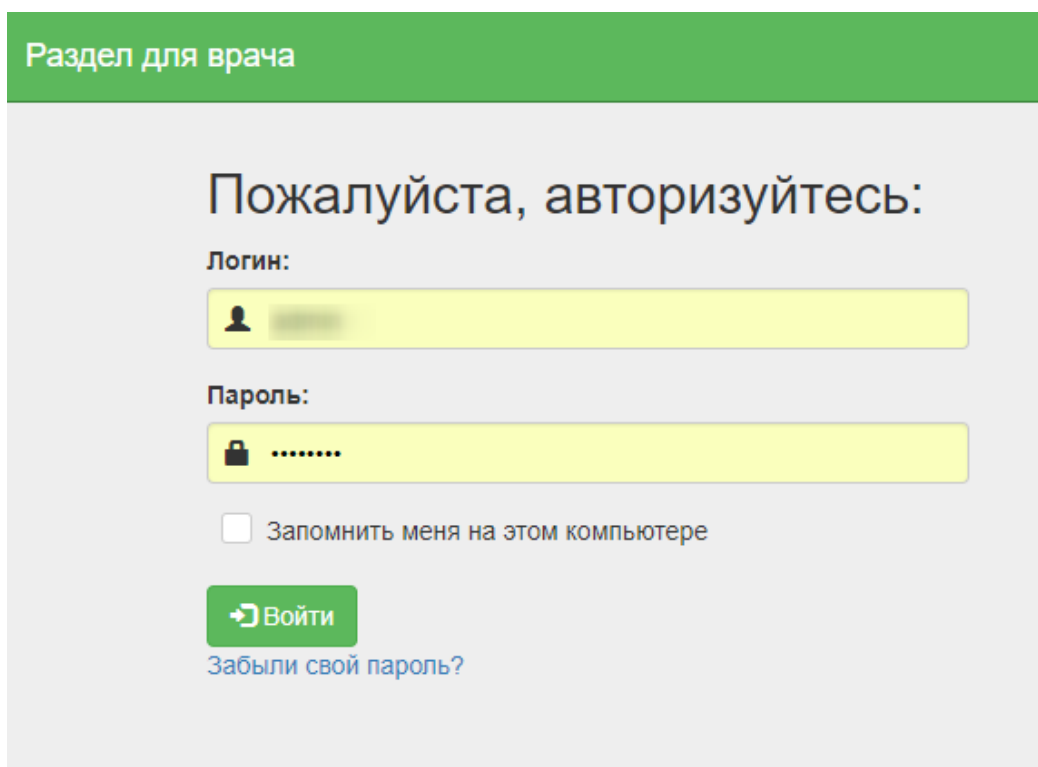 Раздел для врача
Пожалуйста, авторизуйтесь:
Логин:
Пароль:
••••••••
Запомнить меня на этом компьютере
Войти
Забыли свой пароль?